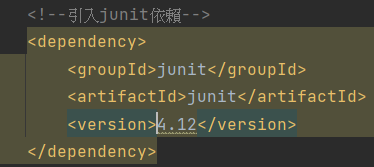 <!--引入junit依賴-->
<dependency>
<groupId>junit</groupId>
<artifactId>junit</artifactId>
<version>4.12</version>
</dependency>